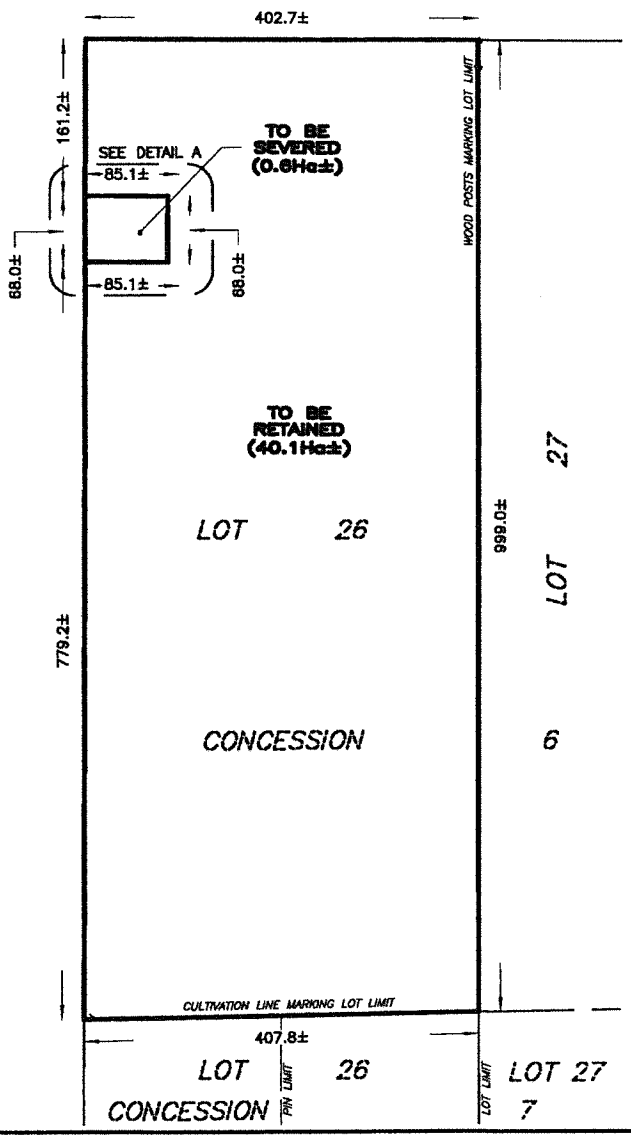 402.7±
161.2±
WOOD POSTS MARKING LOT LIMIT
TO BE
SEVERED
(0.6Ha±)
SEE DETAIL A
85.1±
68.0±
68.0±
85.1±
TO BE
RETAINED
(40.1Ha±)
27
LOT 26
999.0±
LOT
779.2±
CONCESSION 6
CULTIVATION LINE MARKING LOT LIMIT
407.8±
LOT 26
PIN LIMIT
LOT LIMIT
LOT 27
CONCESSION 7